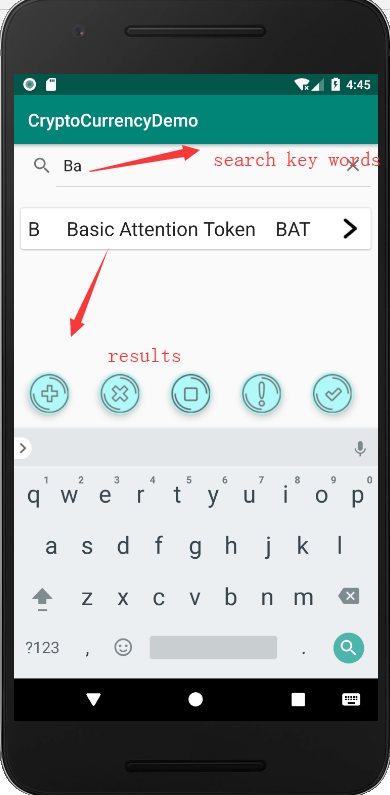 4:45
CryptoCurrencyDemo
search key words
Ba
B Basic Attention Token BAT
results
1 2 3 4 5 6 7 8 9 0
q w e r t y u i o p
a s d f g h j k l
z x c v b n m
?123 , .